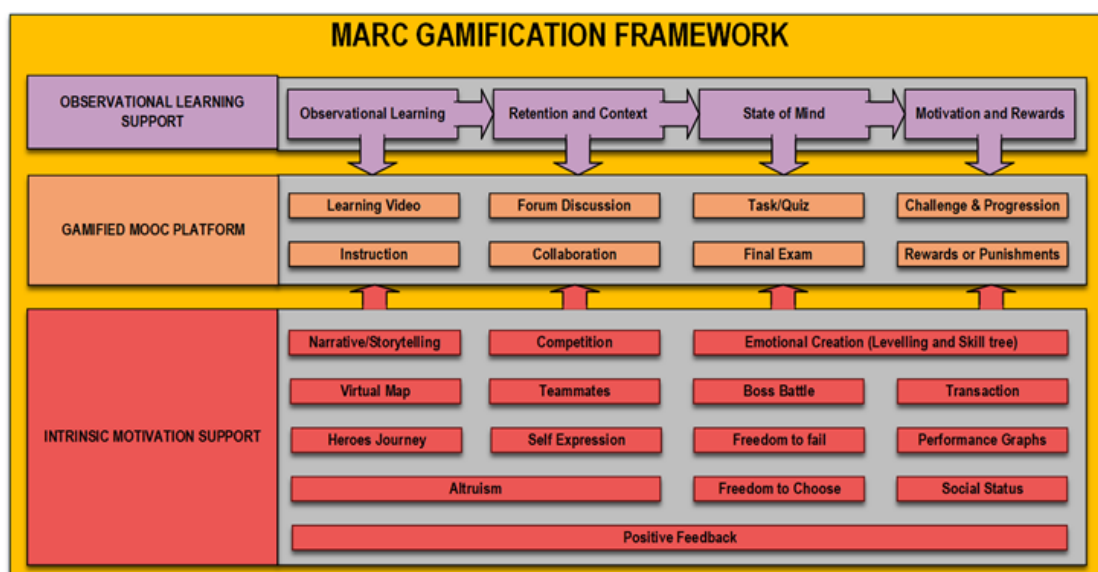 MARC GAMIFICATION FRAMEWORK
OBSERVATIONAL LEARNING
SUPPORT
Observational Learning
Retention and Context
State of Mind
Motivation and Rewards
GAMIFIED MOOC PLATFORM
Learning Video
Forum Discussion
Task/Quiz
Challenge & Progression
Instruction
Collaboration
Final Exam
Rewards or Punishments
INTRINSIC MOTIVATION SUPPORT
Narrative/Storytelling
Competition
Emotional Creation (Levelling and Skill tree)
Virtual Map
Teammates
Boss Battle
Transaction
Heroes Journey
Self Expression
Freedom to fail
Performance Graphs
Altruism
Freedom to Choose
Social Status
Positive Feedback